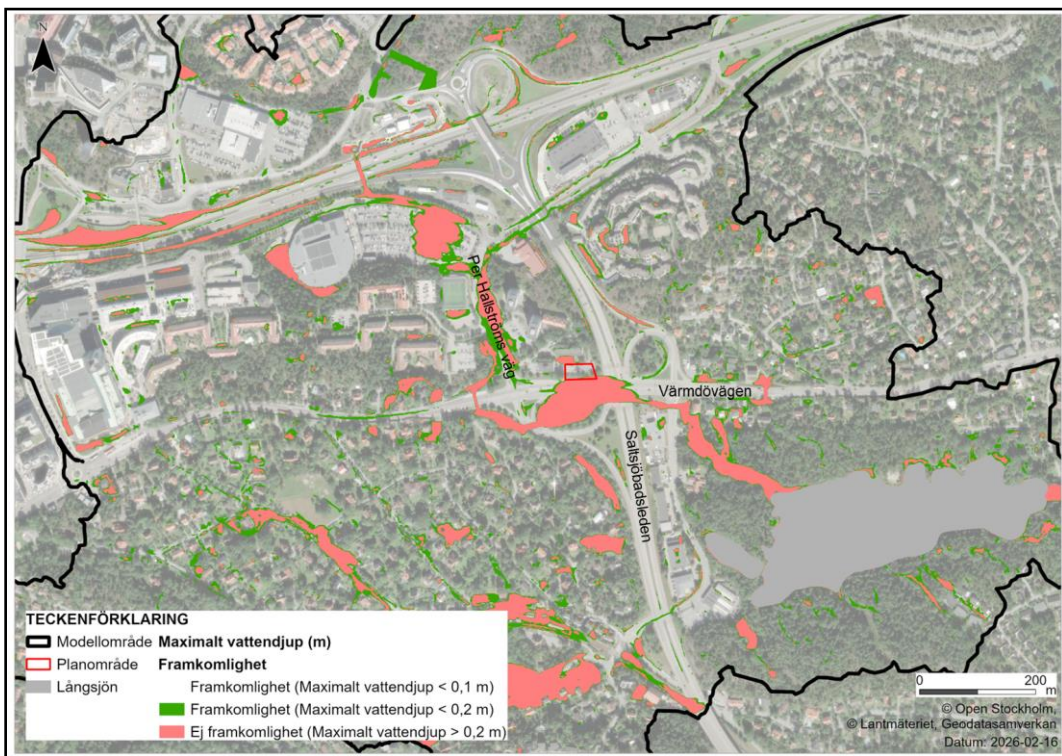 N
Per Hallströms väg
Värmdövägen
Saltsjöbadsleden
TECKENFÖRKLARING
Modellområde
Planområde
Långsjön
Maximalt vattendjup (m)
Framkomlighet
Framkomlighet (Maximalt vattendjup < 0,1 m)
Framkomlighet (Maximalt vattendjup < 0,2 m)
Ej framkomlighet (Maximalt vattendjup > 0,2 m)
0 200
m
© Open Stockholm,
© Lantmäteriet, Geodatasamverkan
Datum: 2026-02-16